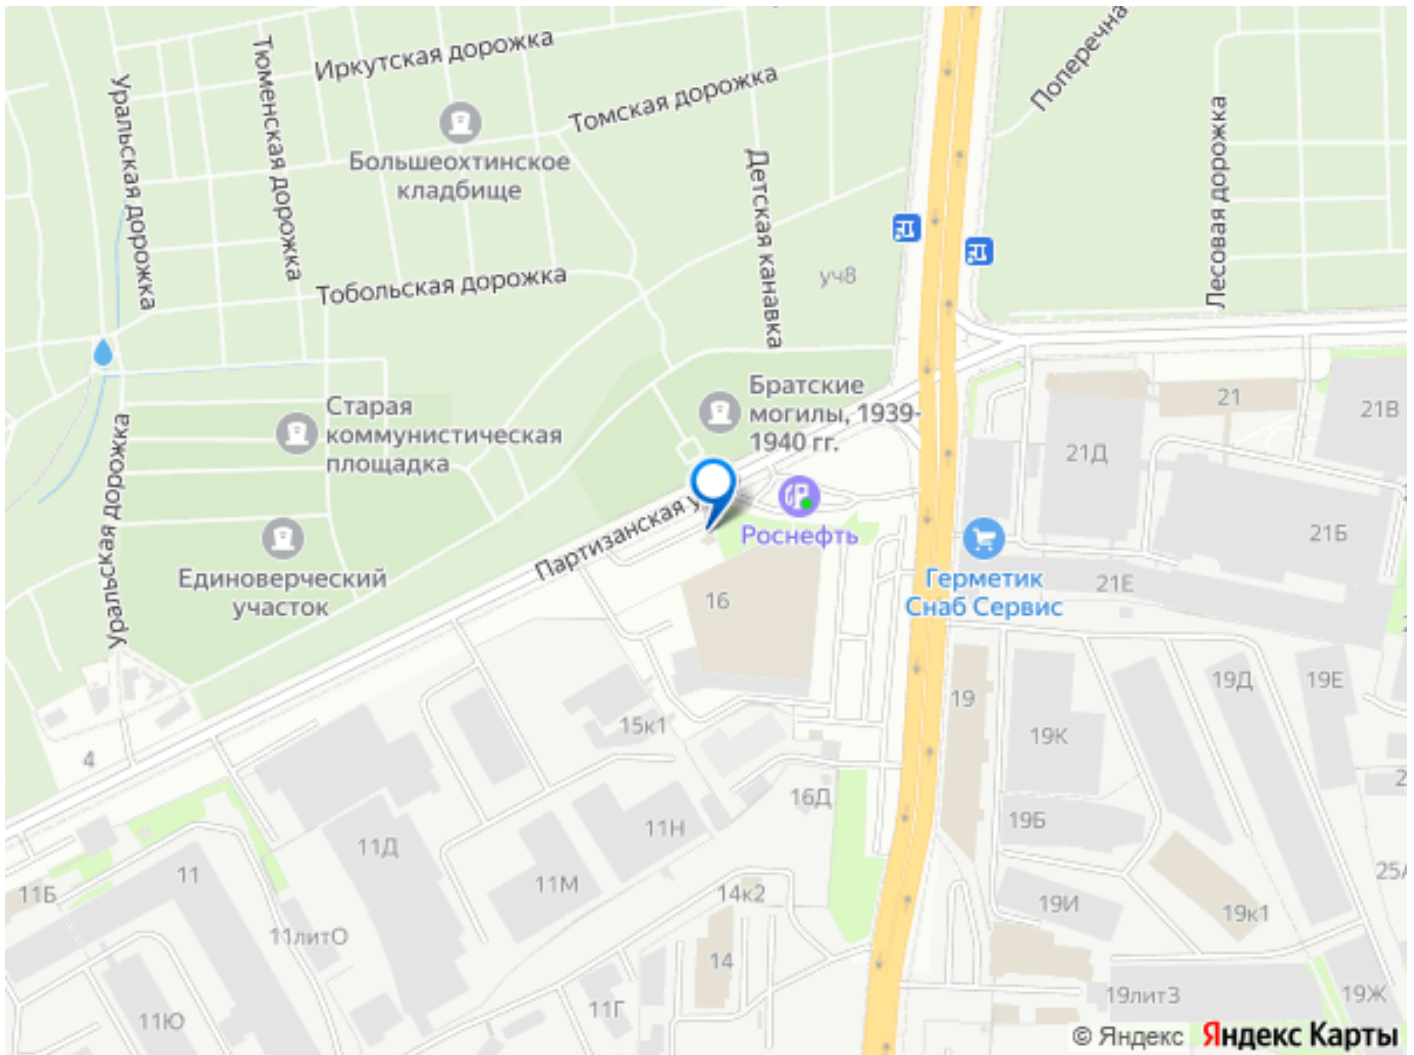 Иркутская дорожка
Тюменская дорожка
Уральская дорожка
Томская дорожка
Большеохтинское
кладбище
Детская канавка
Поперечна
Лесовая дорожка
Тобольская дорожка
уч8
Старая
коммунистическая
площадка
Братские
могилы, 1939-
1940 гг.
21
21В
21Д
Уральская дорожка
Партизанская у
Роснефть
21Б
Единоверческий
участок
Герметик
Снаб Сервис
21Е
16
19
19Д
19Е
15к1
19К
4
16Д
11Н
19Б
11Д
11
11М
14к2
11Б
19И
19к1
25А
11литО
14
19литЗ
19Ж
11Г
11Ю
© Яндекс Яндекс Карты